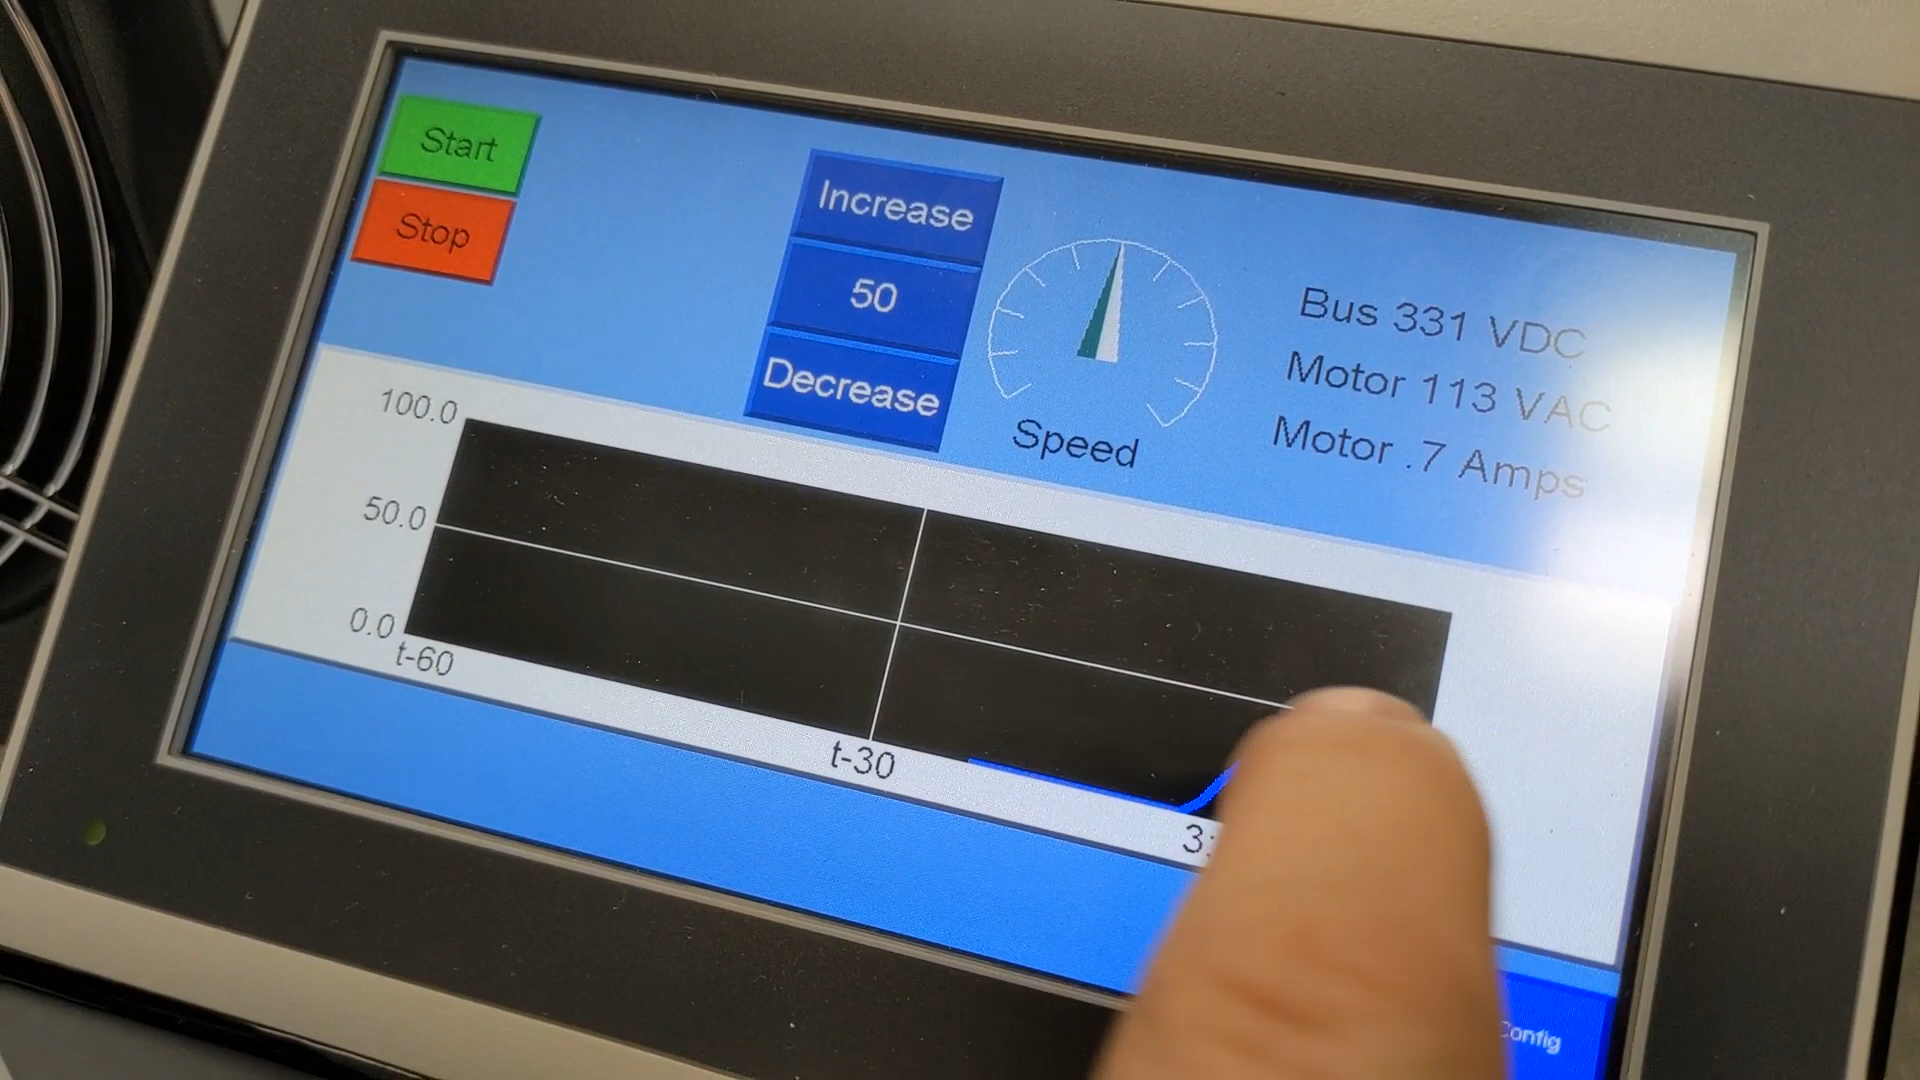 Start
Stop
Increase
50
Decrease
Speed
Bus 331 VDC
Motor 113 VAC
Motor .7 Amps
100.0
50.0
0.0
t-60
t-30